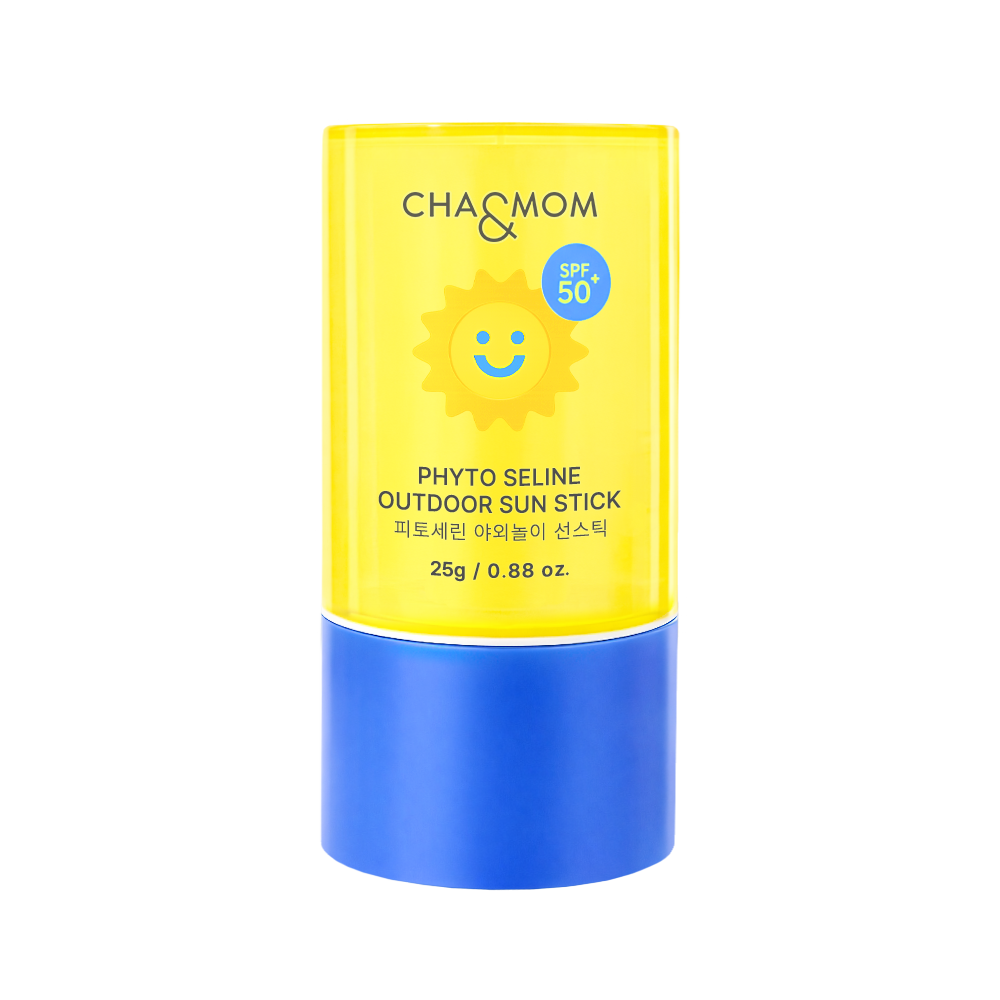 CHA&MOM
SPF
50+
PHYTO SELINE
OUTDOOR SUN STICK
피토세린 야외놀이 선스틱
25g / 0.88 oz.